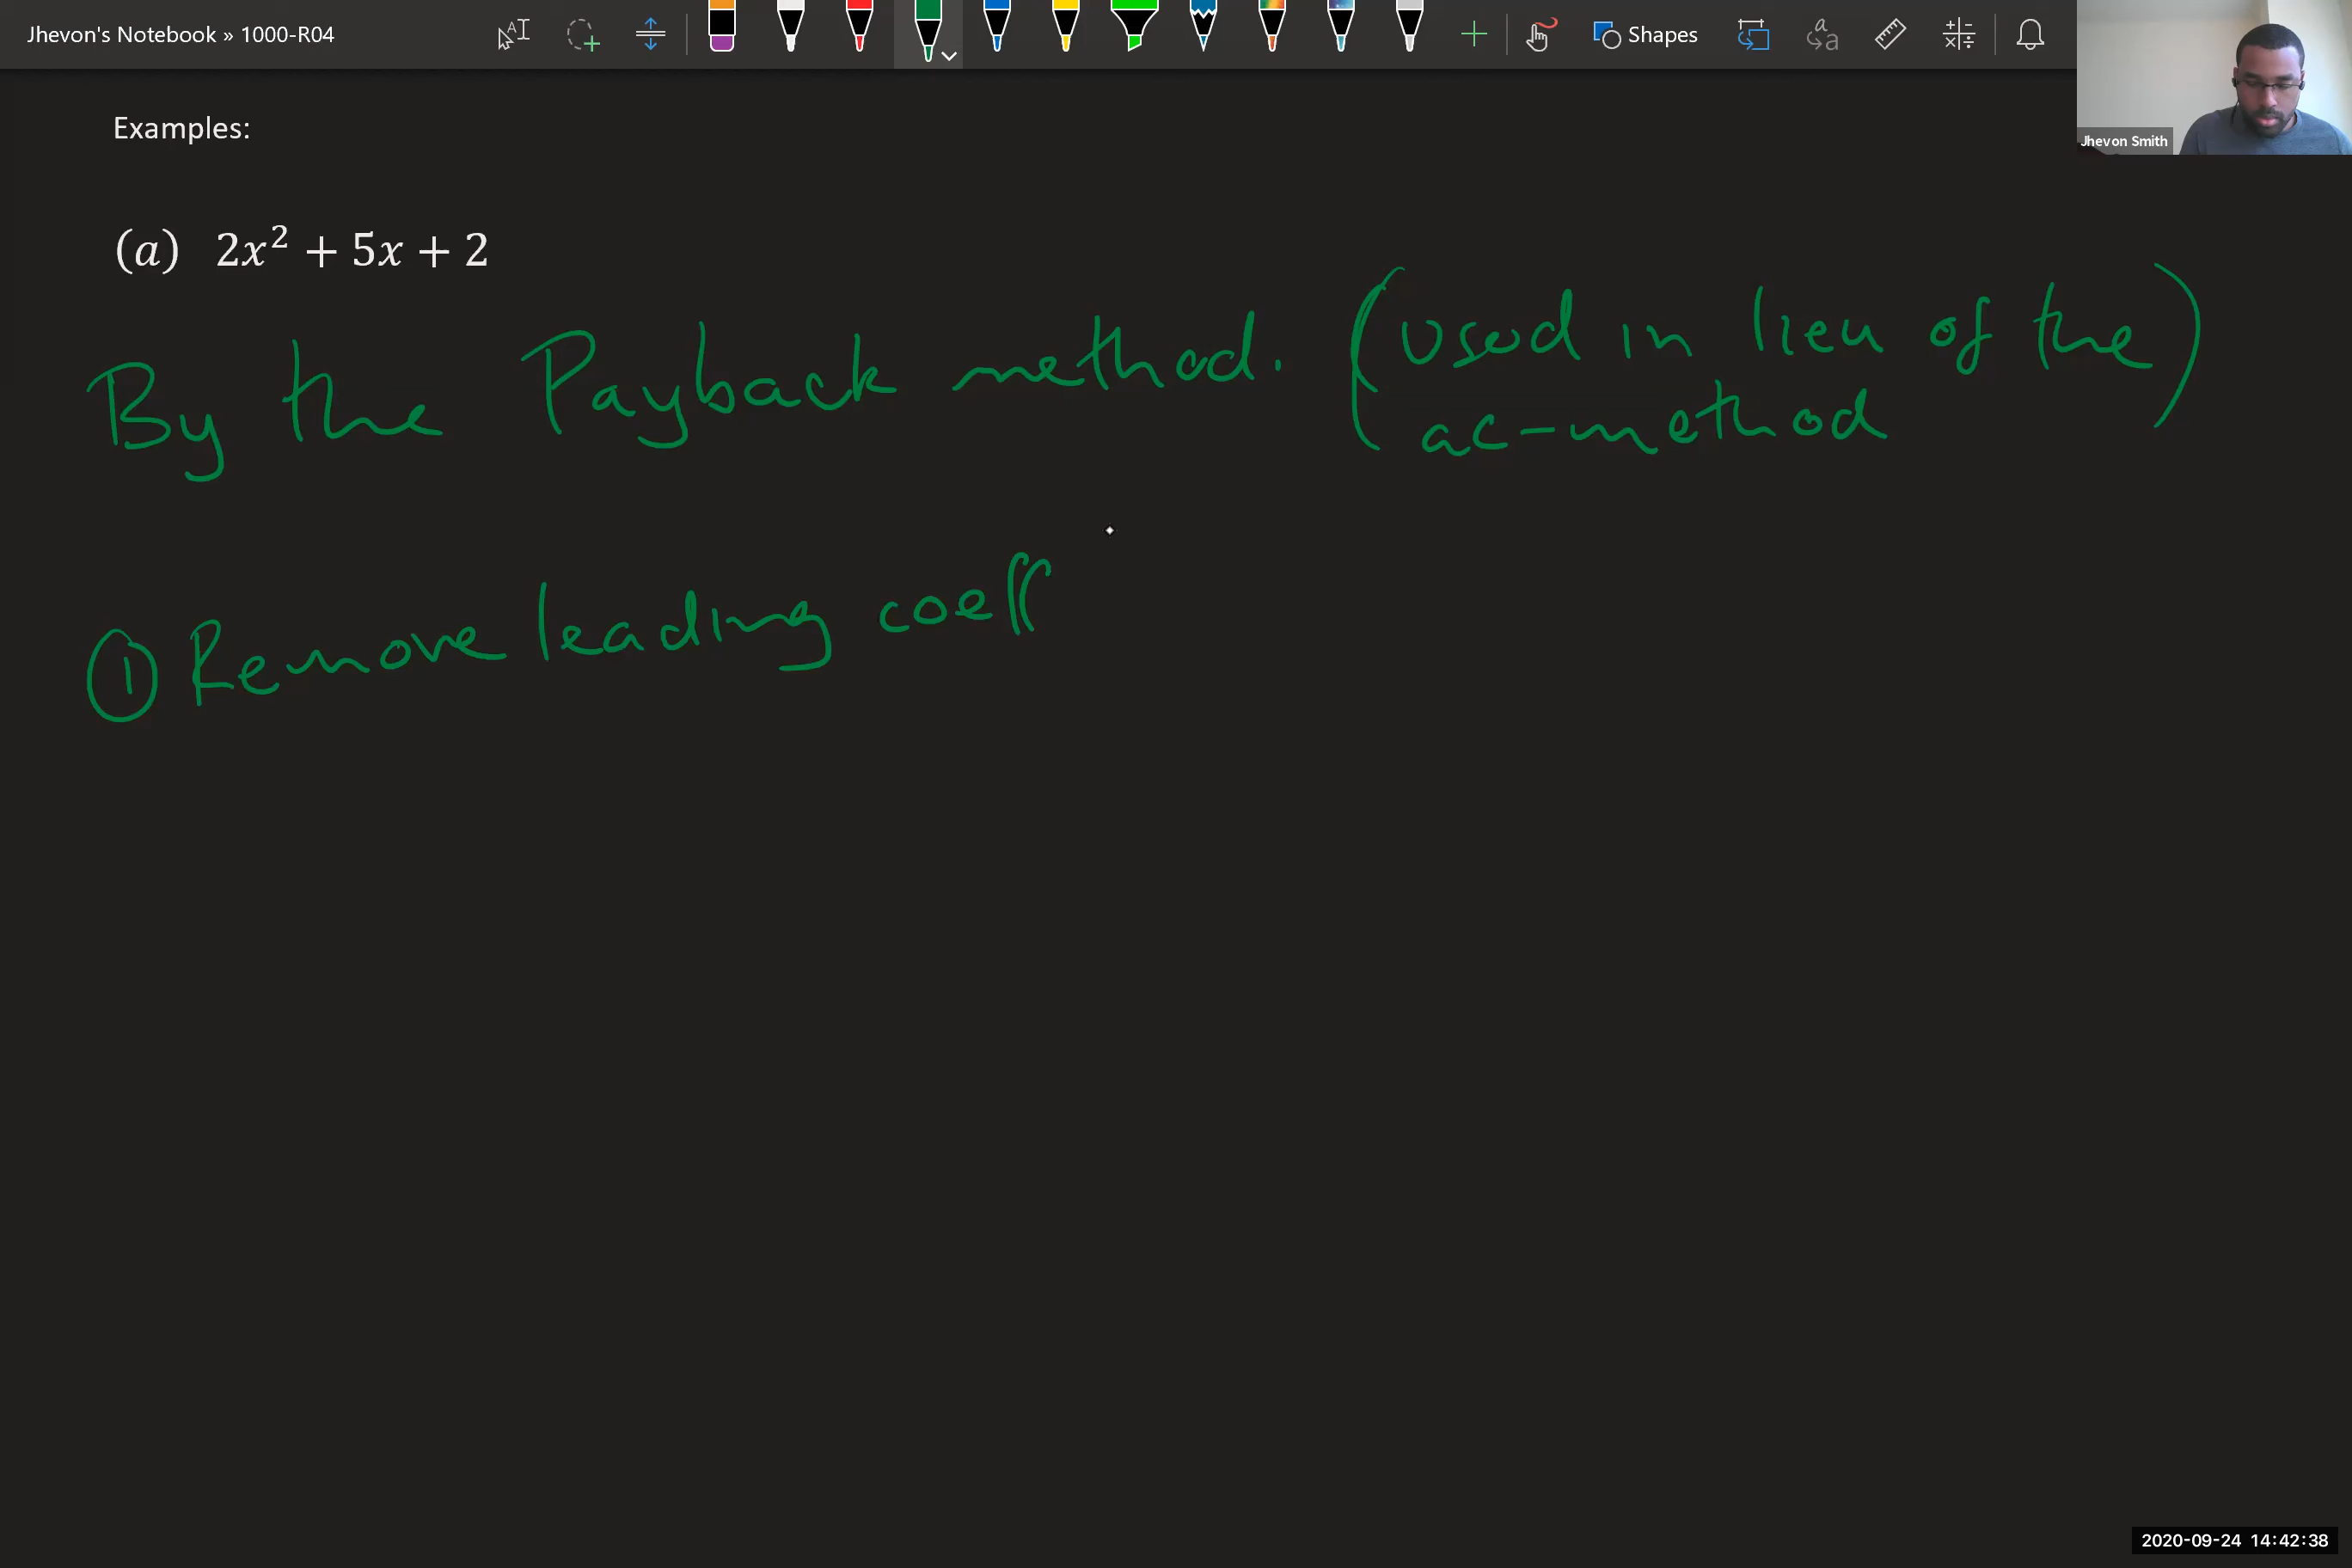 Jhevon's Notebook » 1000-R04
Shapes
Jhevon Smith
Examples:
(a) 2x² + 5x + 2
By the Payback method. (Used in lieu of the
ac-method)
① Remove leading coeff
2020-09-24 14:42:38